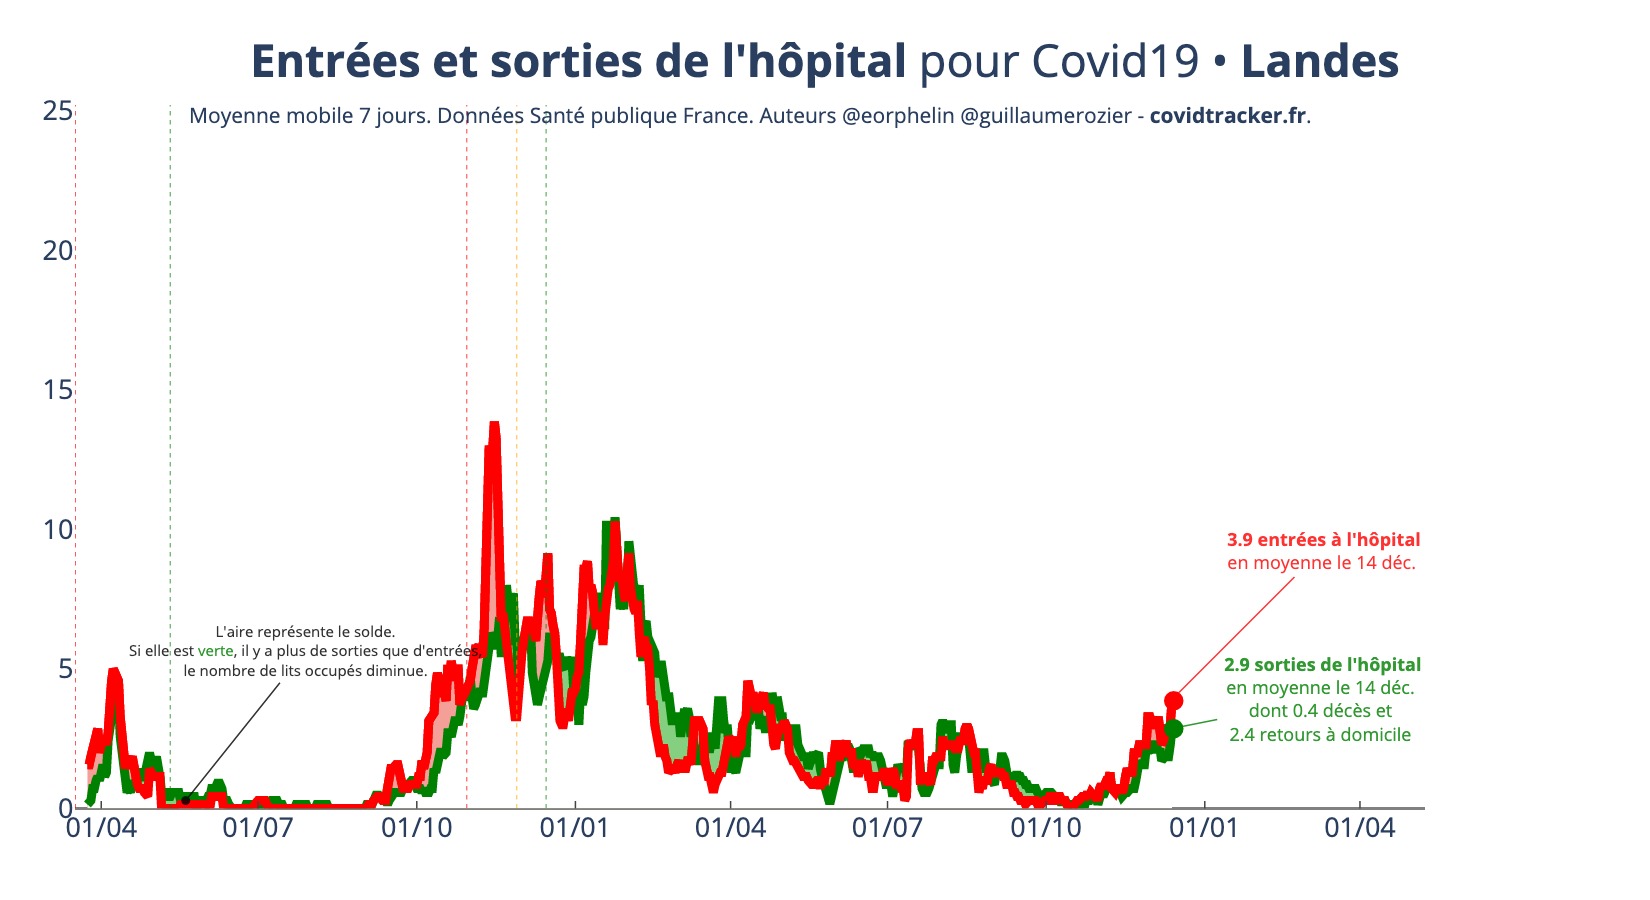 Entrées et sorties de l'hôpital pour Covid19 • Landes
Moyenne mobile 7 jours. Données Santé publique France. Auteurs @eorphelin @guillaumerozier - covidtracker.fr.
25
20
15
10
5
0
3.9 entrées à l'hôpital
en moyenne le 14 déc.
L'aire représente le solde.
Si elle est verte, il y a plus de sorties que d'entrées,
le nombre de lits occupés diminue.
2.9 sorties de l'hôpital
en moyenne le 14 déc.
dont 0.4 décès et
2.4 retours à domicile
01/04 01/07 01/10 01/01 01/04 01/07 01/10 01/01 01/04